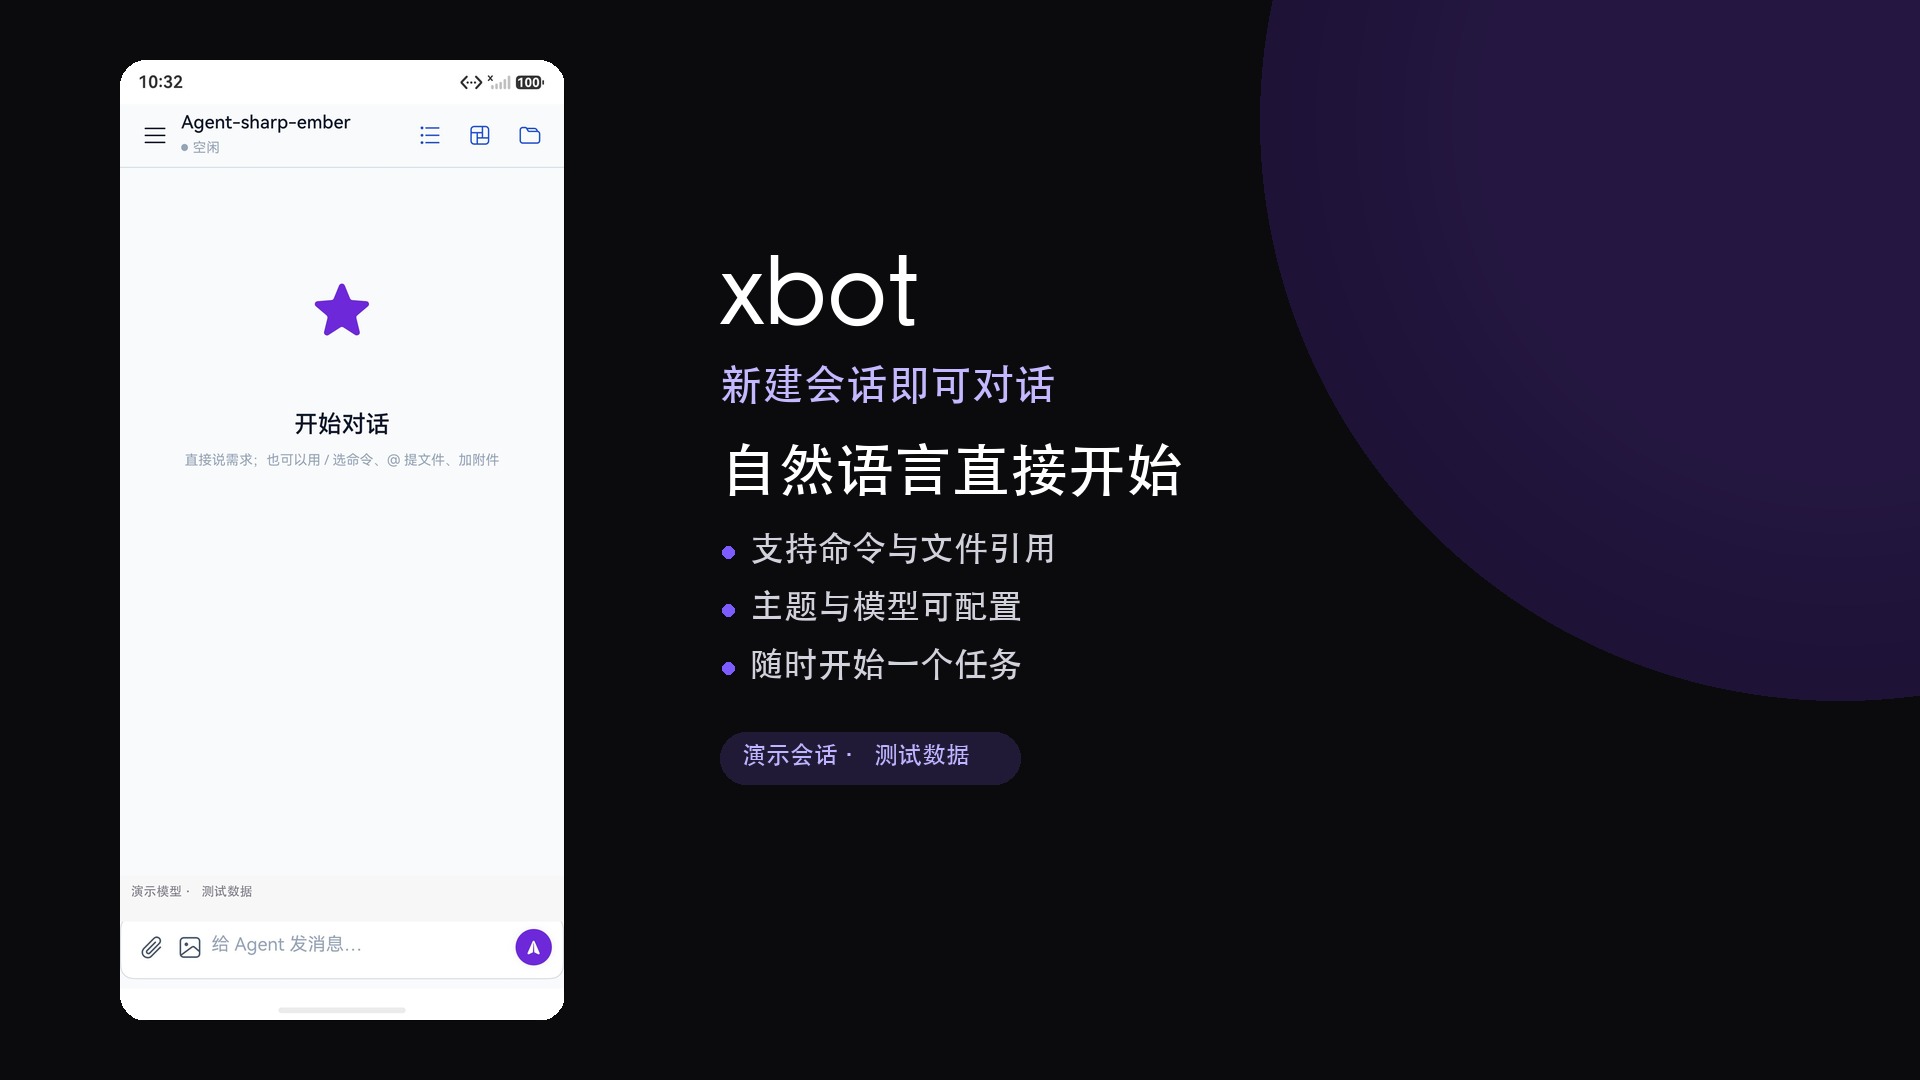 10:32
100
Agent-sharp-ember
空闲
开始对话
直接说需求；也可以用 / 选命令、@ 提文件、加附件
演示模型 · 测试数据
给 Agent 发消息...
xbot
新建会话即可对话
自然语言直接开始
支持命令与文件引用
主题与模型可配置
随时开始一个任务
演示会话 · 测试数据